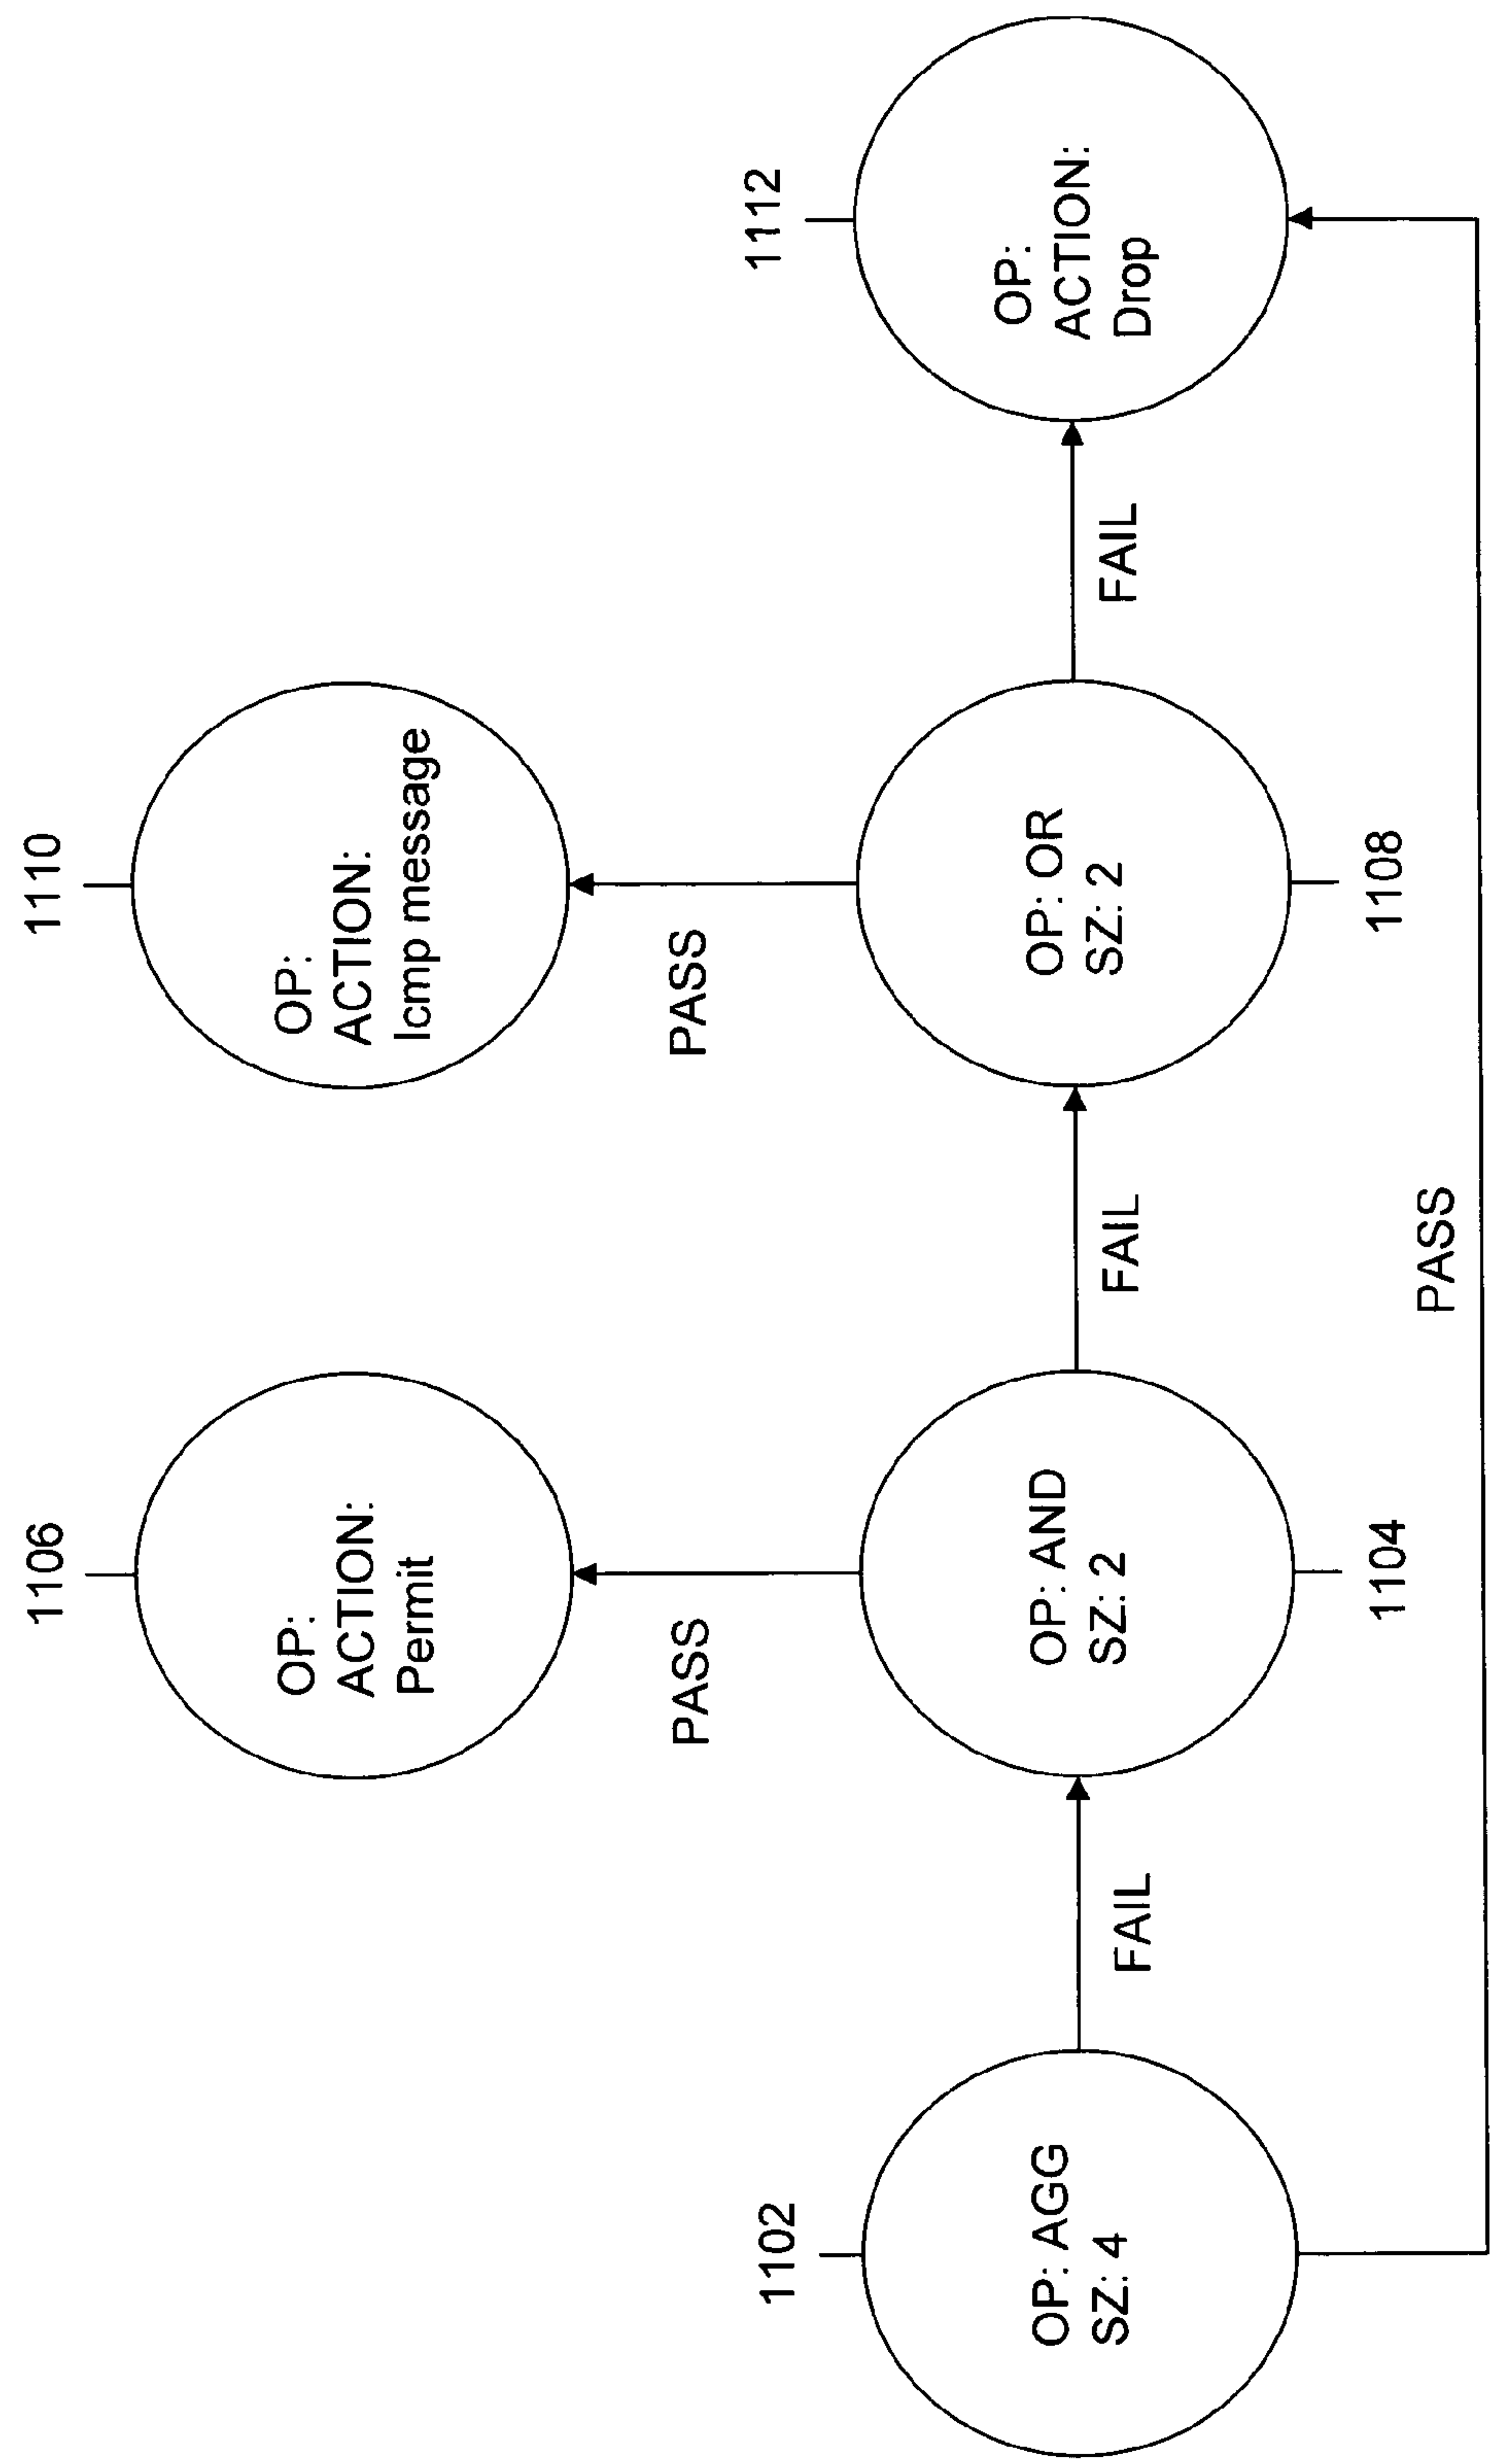 1106
OP:
ACTION:
Permit
1110
OP:
ACTION:
Icmp message
PASS
PASS
1102
OP: AGG
SZ: 4
FAIL
OP: AND
SZ: 2
1104
FAIL
OP: OR
SZ: 2
1108
FAIL
1112
OP:
ACTION:
Drop
PASS